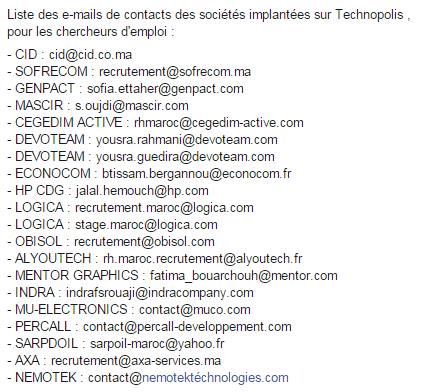 Liste des e-mails de contacts des sociétés implantées sur Technopolis ,
pour les chercheurs d'emploi :
- CID : cid@cid.co.ma
- SOFRECOM : recrutement@sofrecom.ma
- GENPACT : sofia.ettaher@genpact.com
- MASCIR : s.oujdi@mascir.com
- CEGEDIM ACTIVE : rhmaroc@cegedim-active.com
- DEVOTEAM : yousra.rahmani@devoteam.com
- DEVOTEAM : yousra.guedira@devoteam.com
- ECONOCOM : btissam.bergannou@econocom.fr
- HP CDG : jalal.hemouch@hp.com
- LOGICA : recrutement.maroc@logica.com
- LOGICA : stage.maroc@logica.com
- OBISOL : recrutement@obisol.com
- ALYOUTECH : rh.maroc.recrutement@alyoutech.fr
- MENTOR GRAPHICS : fatima_bouarchouh@mentor.com
- INDRA : indrafsrouaji@indracompany.com
- MU-ELECTRONICS : contact@muco.com
- PERCALL : contact@percall-developpement.com
- SARPDOIL : sarpoil-maroc@yahoo.fr
- AXA : recrutement@axa-services.ma
- NEMOTEK : contact@nemotektéchnologies.com